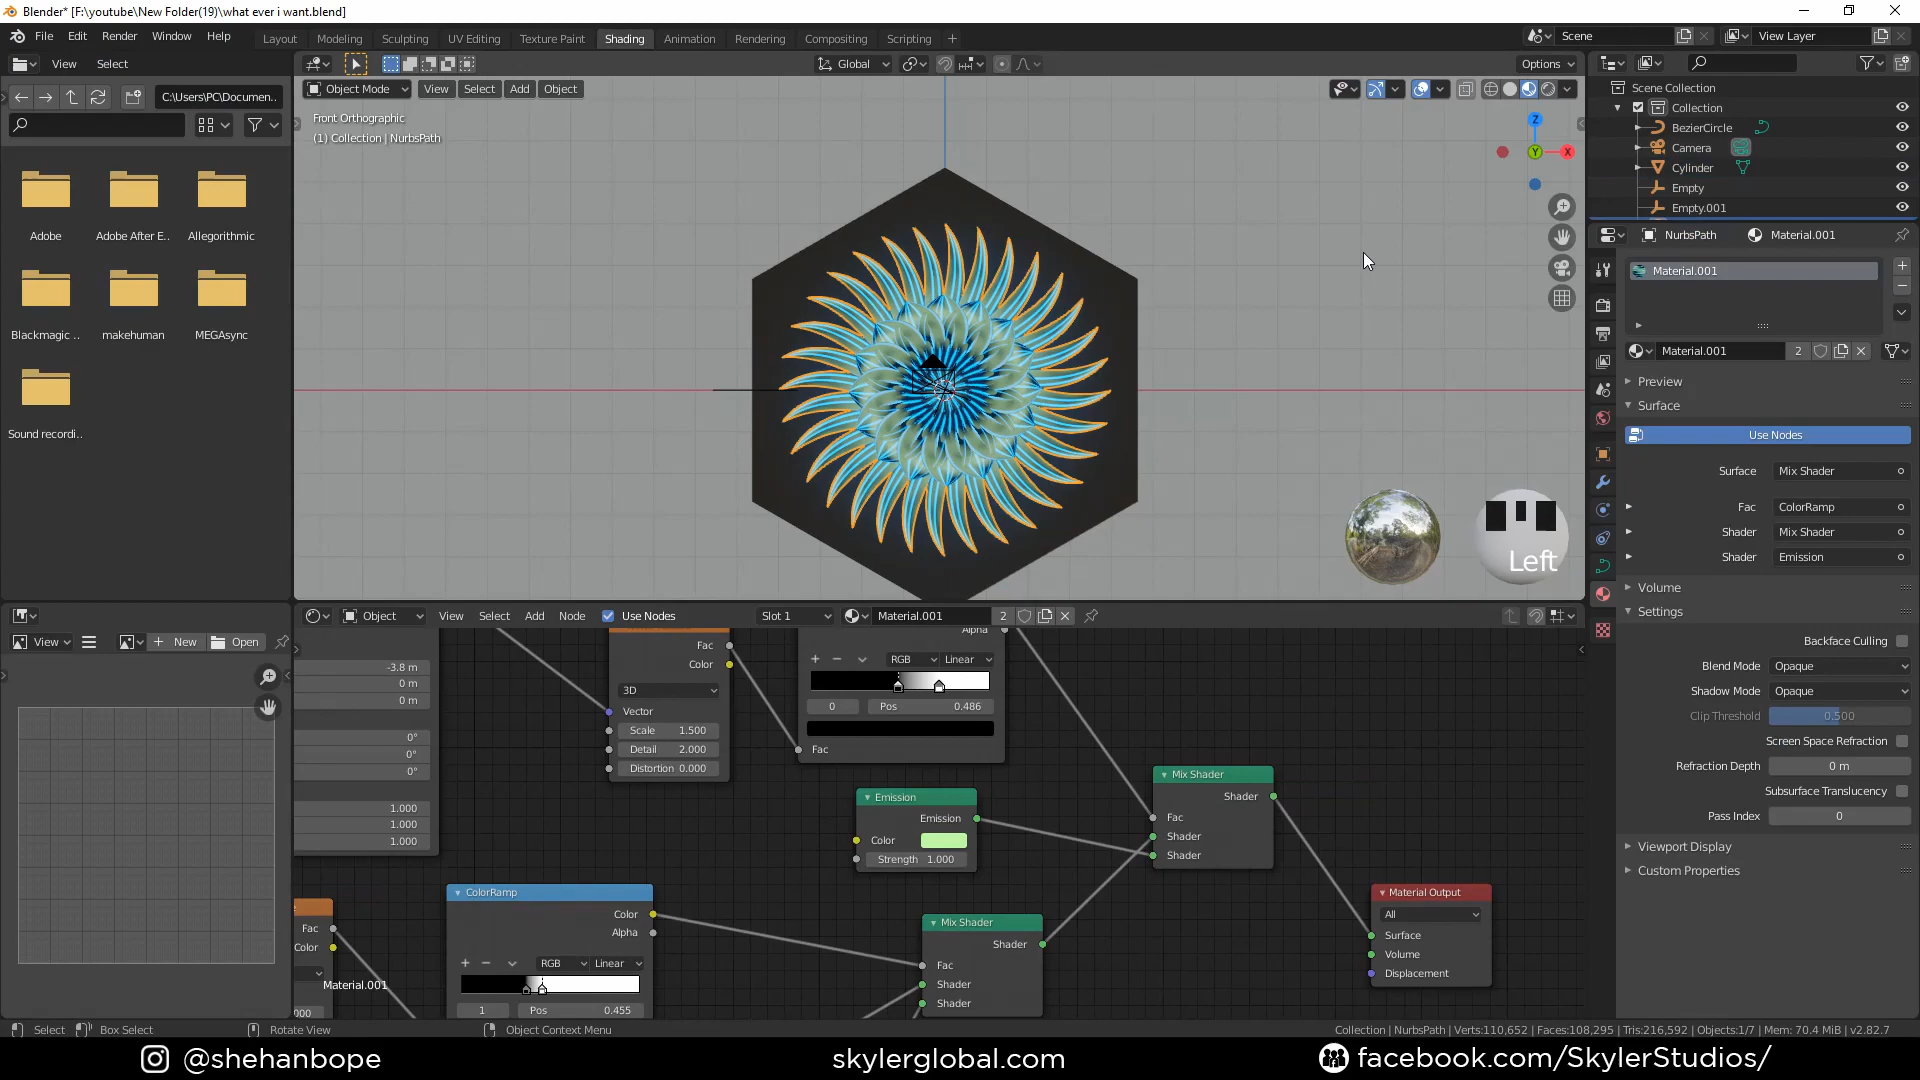 Blender* [F:\youtube\New Folder(19)\what ever i want.blend]
File Edit Render Window Help
Layout Modeling Sculpting UV Editing Texture Paint Shading Animation Rendering Compositing Scripting +
Scene View Layer
View Select
Global Options
C:\Users\PC\Documen..
Object Mode View Select Add Object
Front Orthographic
(1) Collection | NurbsPath
Z
Y
X
Adobe Adobe After E.. Allegorithmic
Blackmagic .. makehuman MEGAsync
Sound recordi..
Scene Collection
Collection
BezierCircle
Camera
Cylinder
Empty
Empty.001
NurbsPath Material.001
Material.001
Material.001 2
Preview
Surface
Use Nodes
Surface Mix Shader
Fac ColorRamp
Shader Mix Shader
Shader Emission
Volume
Settings
Backface Culling
Blend Mode Opaque
Shadow Mode Opaque
Clip Threshold 0.500
Screen Space Refraction
Refraction Depth 0 m
Subsurface Translucency
Pass Index 0
Viewport Display
Custom Properties
Left
View New Open
Object View Select Add Node Use Nodes Slot 1 Material.001 2
-3.8 m
0 m
0 m
0°
0°
0°
1.000
1.000
1.000
Fac
Color
3D
Vector
Scale 1.500
Detail 2.000
Distortion 0.000
Alpha
RGB Linear
0 Pos 0.486
Fac
Emission
Emission
Color
Strength 1.000
Mix Shader
Shader
Fac
Shader
Shader
Fac
Color
ColorRamp
Color
Alpha
RGB Linear
1 Pos 0.455
Mix Shader
Shader
Fac
Shader
Shader
Material Output
All
Surface
Volume
Displacement
Material.001
Select Box Select Rotate View Object Context Menu
Collection | NurbsPath | Verts:110,652 | Faces:108,295 | Tris:216,592 | Objects:1/7 | Mem: 70.4 MiB | v2.82.7
@shehanbope skylerglobal.com facebook.com/SkylerStudios/